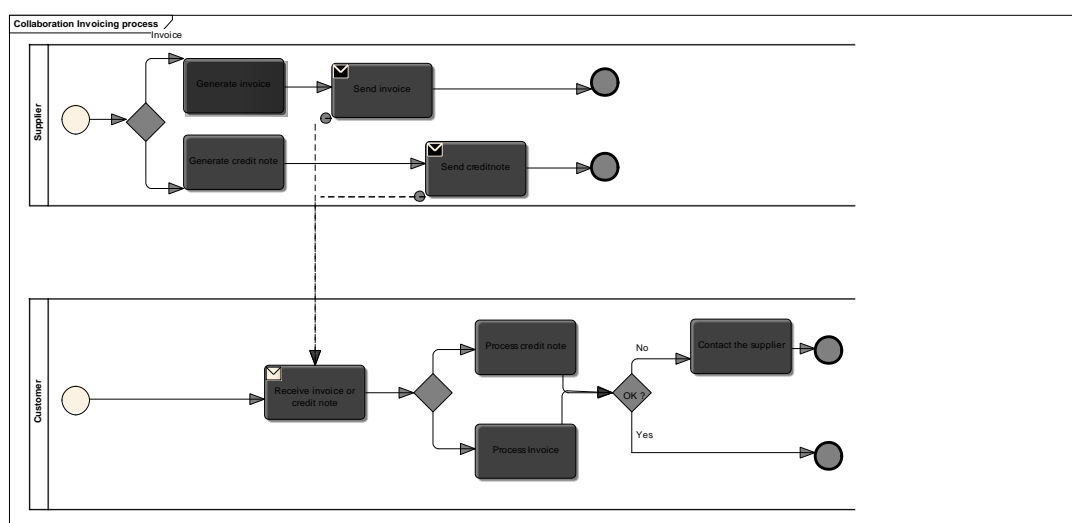 Collaboration Invoicing process
Invoice
Supplier
Generate invoice
Send invoice
Generate credit note
Send creditnote
Customer
Receive invoice or
credit note
Process credit note
Process Invoice
OK ?
No
Yes
Contact the supplier